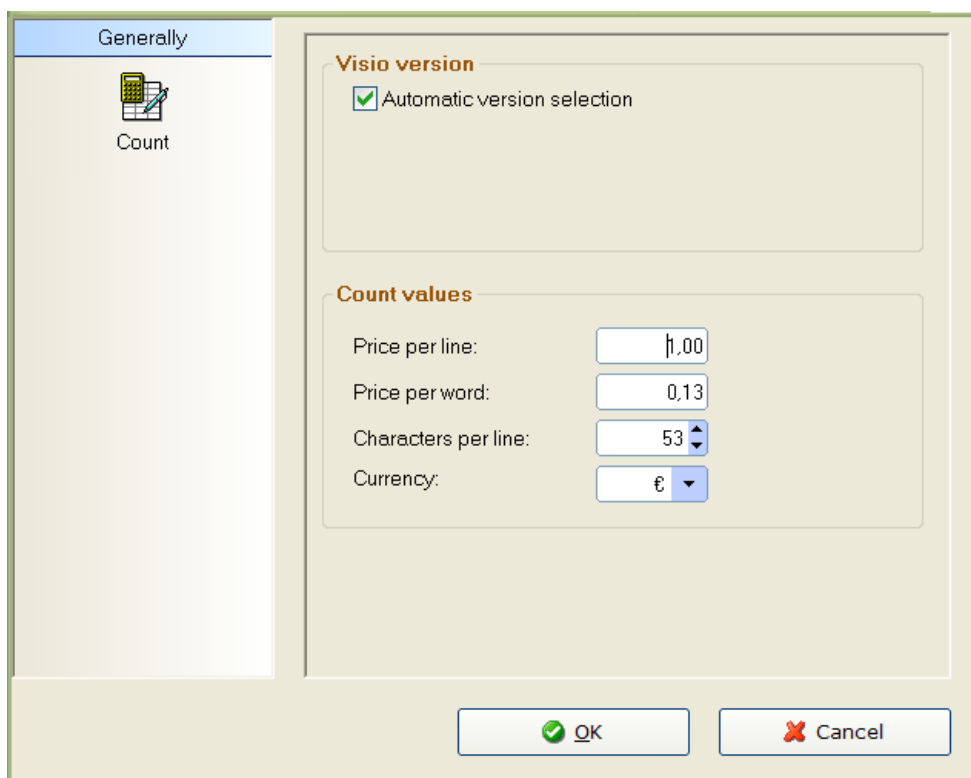 Generally
Count
Visio version
Automatic version selection
Count values
Price per line: 1,00
Price per word: 0,13
Characters per line: 53
Currency: €
OK Cancel